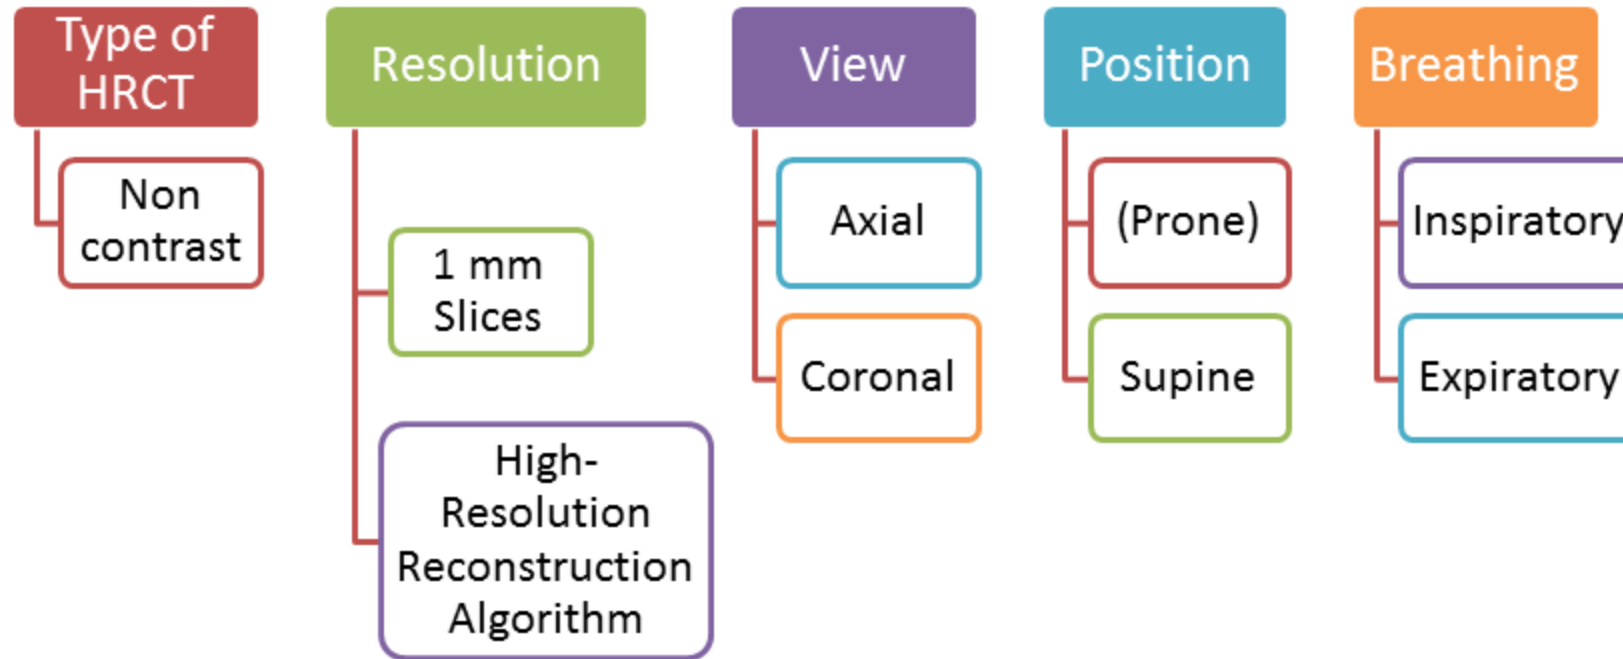 Type of
HRCT
Non
contrast
Resolution
1 mm
Slices
High-
Resolution
Reconstruction
Algorithm
View
Axial
Coronal
Position
(Prone)
Supine
Breathing
Inspiratory
Expiratory